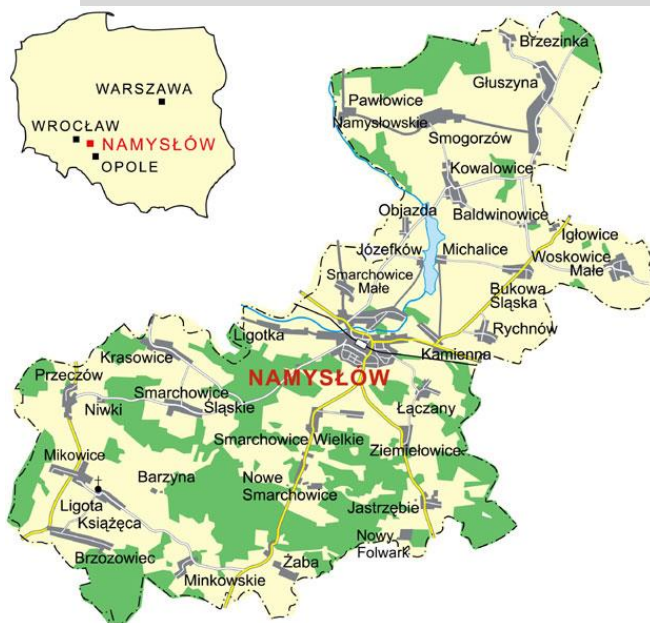 WARSZAWA
WROCŁAW
NAMYSŁÓW
OPOLE
Brzezinka
Głuszyna
Pawłowice
Namysłowskie
Smogorzów
Kowalowice
Objazda
Baldwinowice
Igłowice
Józefków
Michalice
Woskowice
Małe
Smarchowice
Małe
Bukowa
Śląska
Rychnów
Ligotka
Kamienna
Krasowice
NAMYSŁÓW
Przeczów
Smarchowice
Śląskie
Niwki
Łączany
Smarchowice Wielkie
Ziemiełowice
Mikowice
Barzyna
Nowe
Smarchowice
Ligota
Książęca
Jastrzębie
Nowy
Folwark
Brzozowiec
Minkowskie
Żaba